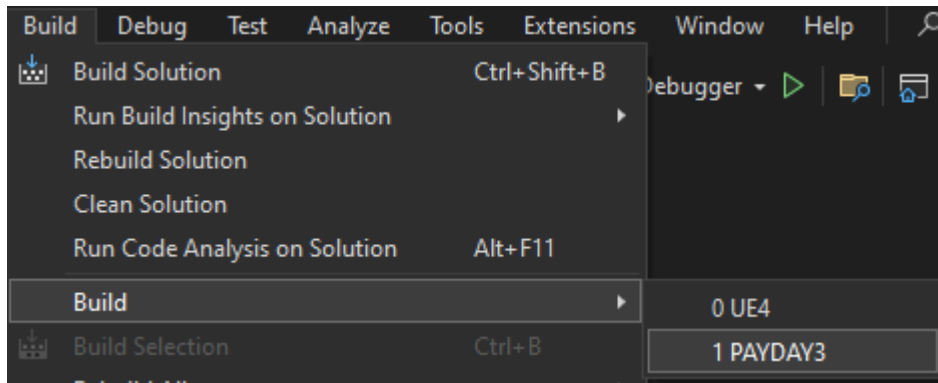 Build Debug Test Analyze Tools Extensions Window Help
Build Solution Ctrl+Shift+B
Debugger
Run Build Insights on Solution
Rebuild Solution
Clean Solution
Run Code Analysis on Solution Alt+F11
Build
0 UE4
Build Selection Ctrl+B
1 PAYDAY3